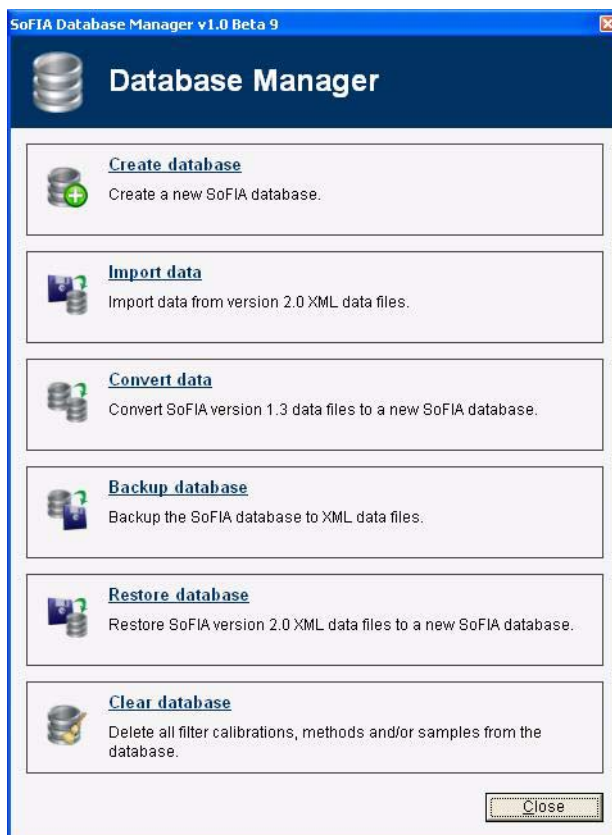 SoFIA Database Manager v1.0 Beta 9
Database Manager
Create database
Create a new SoFIA database.
Import data
Import data from version 2.0 XML data files.
Convert data
Convert SoFIA version 1.3 data files to a new SoFIA database.
Backup database
Backup the SoFIA database to XML data files.
Restore database
Restore SoFIA version 2.0 XML data files to a new SoFIA database.
Clear database
Delete all filter calibrations, methods and/or samples from the
database.
Close